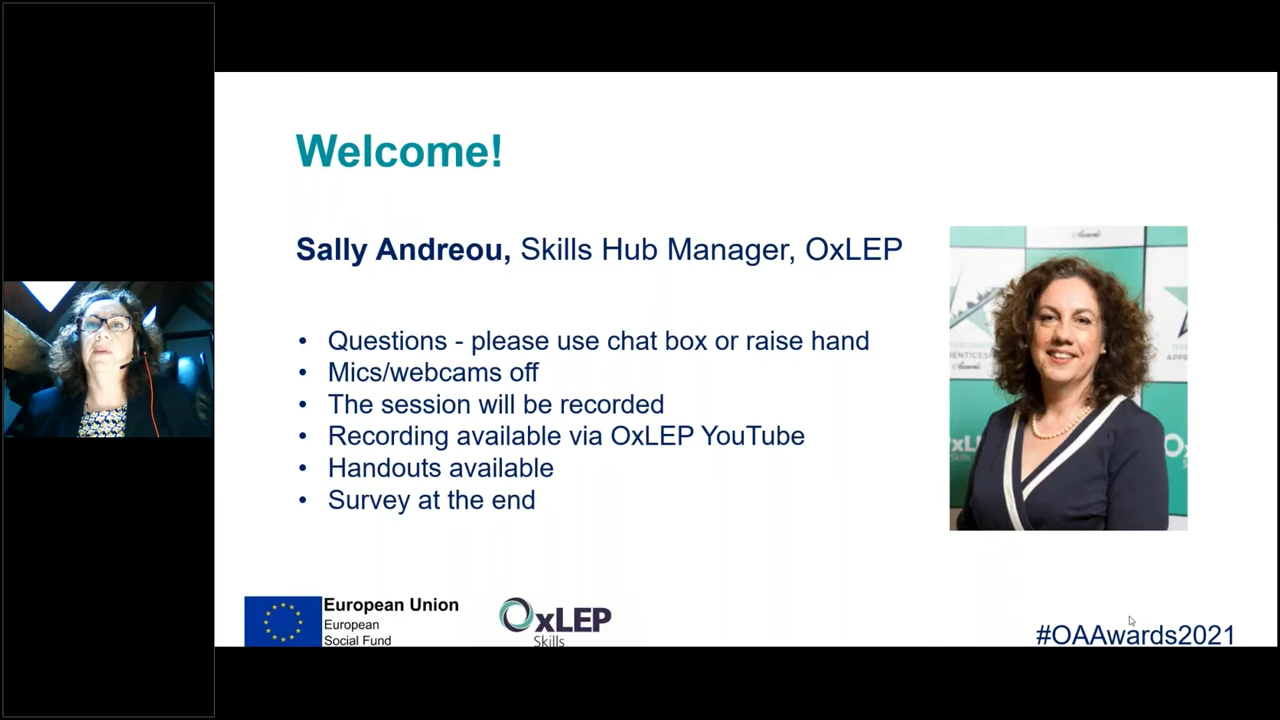 Welcome!
Sally Andreou, Skills Hub Manager, OxLEP
• Questions - please use chat box or raise hand
• Mics/webcams off
• The session will be recorded
• Recording available via OxLEP YouTube
• Handouts available
• Survey at the end
European Union
European
Social Fund
OxLEP
Skills
#OAAwards2021